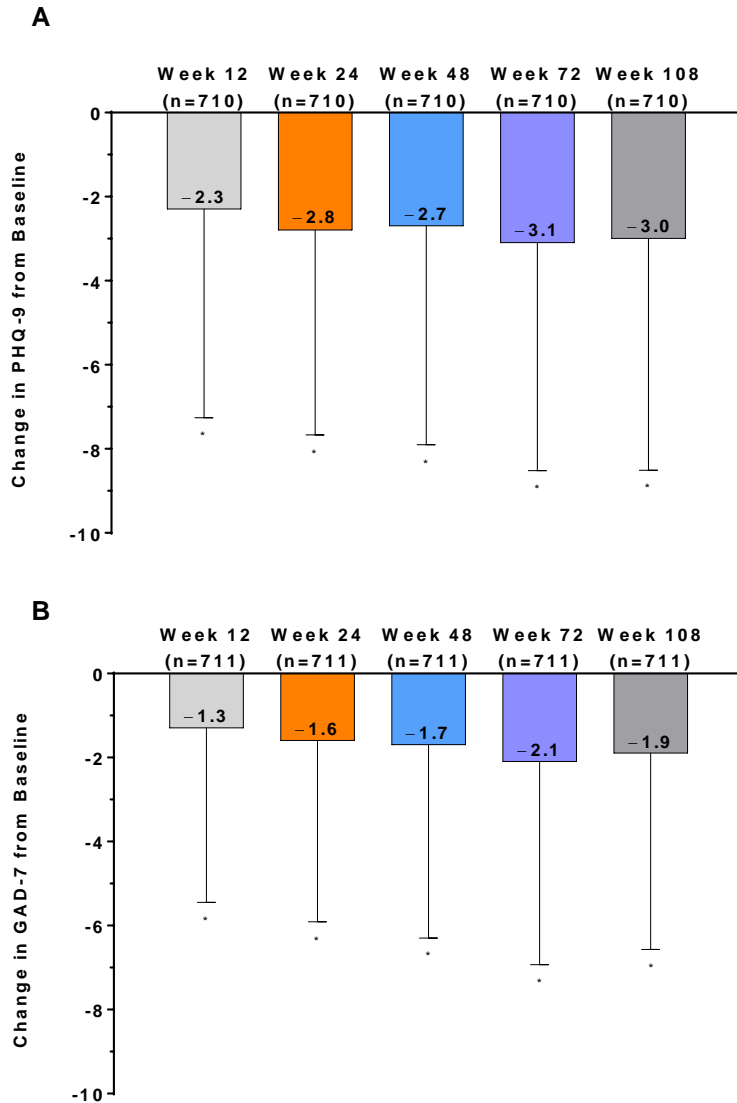 A
Week 12 Week 24 Week 48 Week 72 Week 108
(n=710) (n=710) (n=710) (n=710) (n=710)
0
-2
-4
-6
-8
-10
Change in PHQ-9 from Baseline
−2.3 −2.8 −2.7 −3.1 −3.0
* * * * *
B
Week 12 Week 24 Week 48 Week 72 Week 108
(n=711) (n=711) (n=711) (n=711) (n=711)
0
-2
-4
-6
-8
-10
Change in GAD-7 from Baseline
−1.3 −1.6 −1.7 −2.1 −1.9
* * * * *